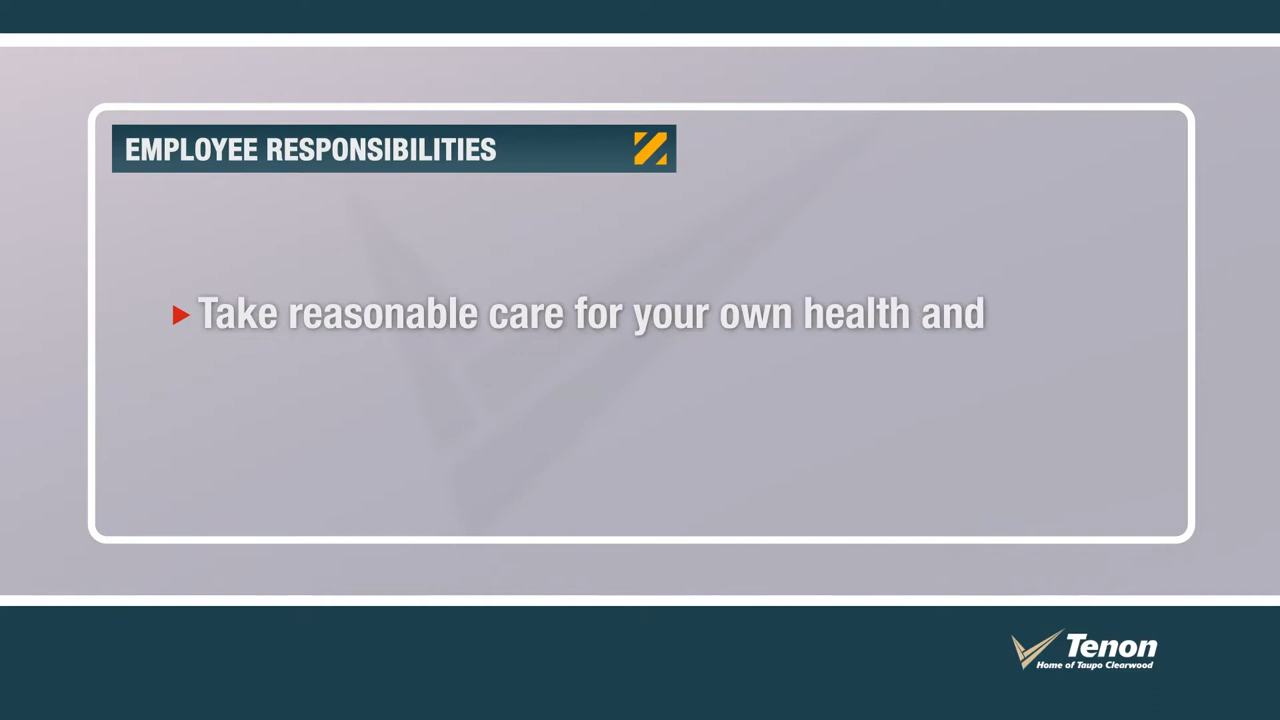 EMPLOYEE RESPONSIBILITIES
Take reasonable care for your own health and
Tenon
Home of Taupo Clearwood